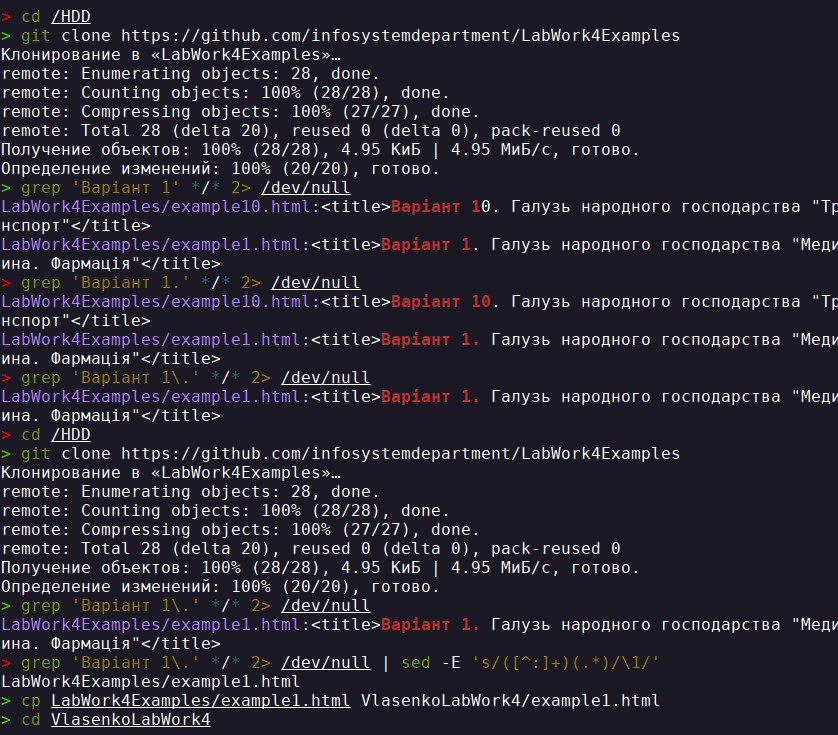 > cd /HDD
> git clone https://github.com/infosystemdepartment/LabWork4Examples
Клонирование в «LabWork4Examples»…
remote: Enumerating objects: 28, done.
remote: Counting objects: 100% (28/28), done.
remote: Compressing objects: 100% (27/27), done.
remote: Total 28 (delta 20), reused 0 (delta 0), pack-reused 0
Получение объектов: 100% (28/28), 4.95 КиБ | 4.95 МиБ/с, готово.
Определение изменений: 100% (20/20), готово.
> grep 'Варіант 1' */* 2> /dev/null
LabWork4Examples/example10.html:<title>Варіант 10. Галузь народного господарства "Тр
нспорт"</title>
LabWork4Examples/example1.html:<title>Варіант 1. Галузь народного господарства "Меди
ина. Фармація"</title>
> grep 'Варіант 1.' */* 2> /dev/null
LabWork4Examples/example10.html:<title>Варіант 10. Галузь народного господарства "Тр
нспорт"</title>
LabWork4Examples/example1.html:<title>Варіант 1. Галузь народного господарства "Меди
ина. Фармація"</title>
> grep 'Варіант 1\.' */* 2> /dev/null
LabWork4Examples/example1.html:<title>Варіант 1. Галузь народного господарства "Меди
ина. Фармація"</title>
> cd /HDD
> git clone https://github.com/infosystemdepartment/LabWork4Examples
Клонирование в «LabWork4Examples»…
remote: Enumerating objects: 28, done.
remote: Counting objects: 100% (28/28), done.
remote: Compressing objects: 100% (27/27), done.
remote: Total 28 (delta 20), reused 0 (delta 0), pack-reused 0
Получение объектов: 100% (28/28), 4.95 КиБ | 4.95 МиБ/с, готово.
Определение изменений: 100% (20/20), готово.
> grep 'Варіант 1\.' */* 2> /dev/null
LabWork4Examples/example1.html:<title>Варіант 1. Галузь народного господарства "Меди
ина. Фармація"</title>
> grep 'Варіант 1\.' */* 2> /dev/null | sed -E 's/([^:]+)(.*)/\1/'
LabWork4Examples/example1.html
> cp LabWork4Examples/example1.html VlasenkoLabWork4/example1.html
> cd VlasenkoLabWork4